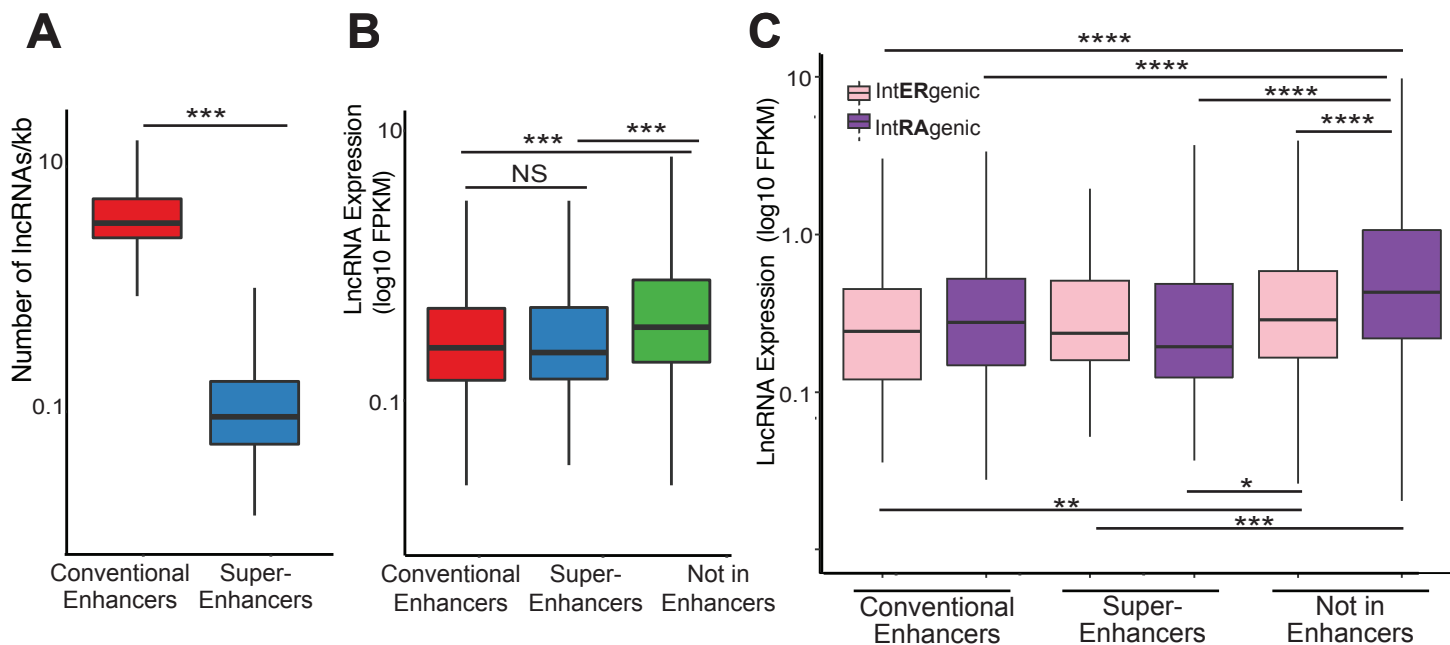 A
Number of lncRNAs/kb
10
0.1
***
Conventional
Enhancers
Super-
Enhancers
B
LncRNA Expression
(log10 FPKM)
10
0.1
***
***
NS
Conventional
Enhancers
Super-
Enhancers
Not in
Enhancers
C
LncRNA Expression (log10 FPKM)
10
1.0
0.1
IntERgenic
IntRAgenic
****
****
****
****
*
**
***
Conventional
Enhancers
Super-
Enhancers
Not in
Enhancers